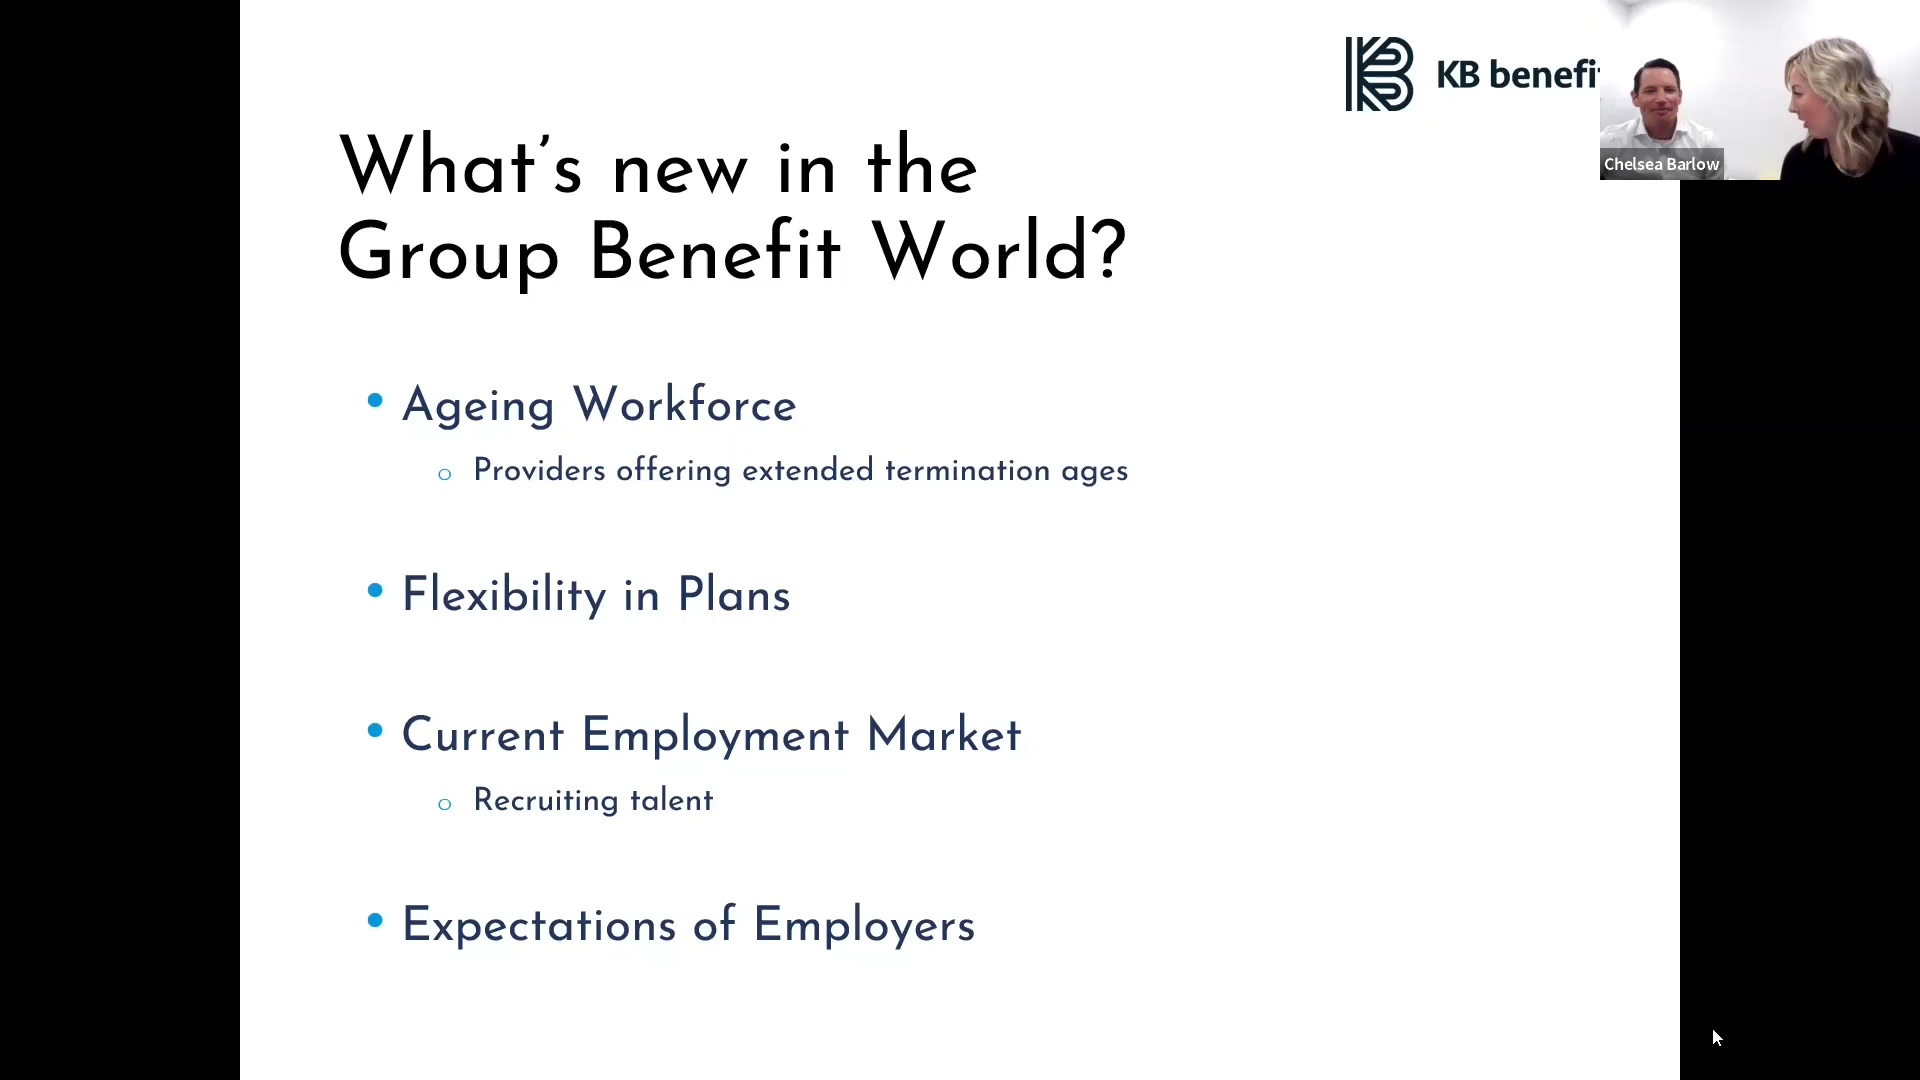 KB benefi
Chelsea Barlow
What's new in the
Group Benefit World?
• Ageing Workforce
o Providers offering extended termination ages
• Flexibility in Plans
• Current Employment Market
o Recruiting talent
• Expectations of Employers